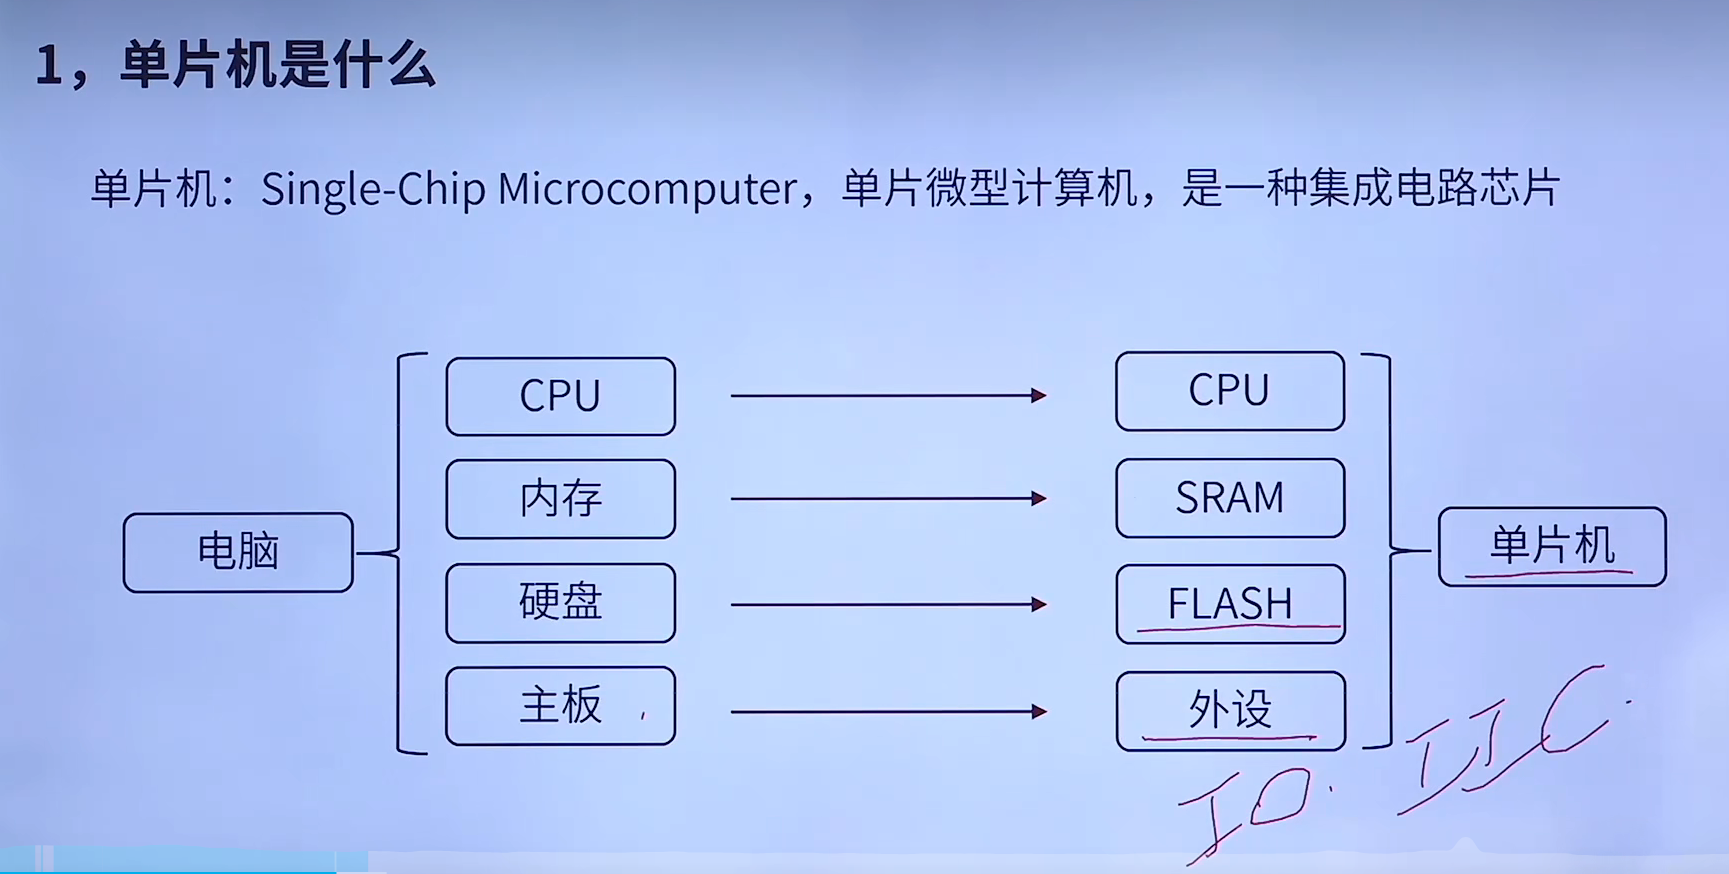 1，单片机是什么
单片机：Single-Chip Microcomputer，单片微型计算机，是一种集成电路芯片
电脑
CPU
内存
硬盘
主板
CPU
SRAM
FLASH
外设
单片机
IO.
IIC.